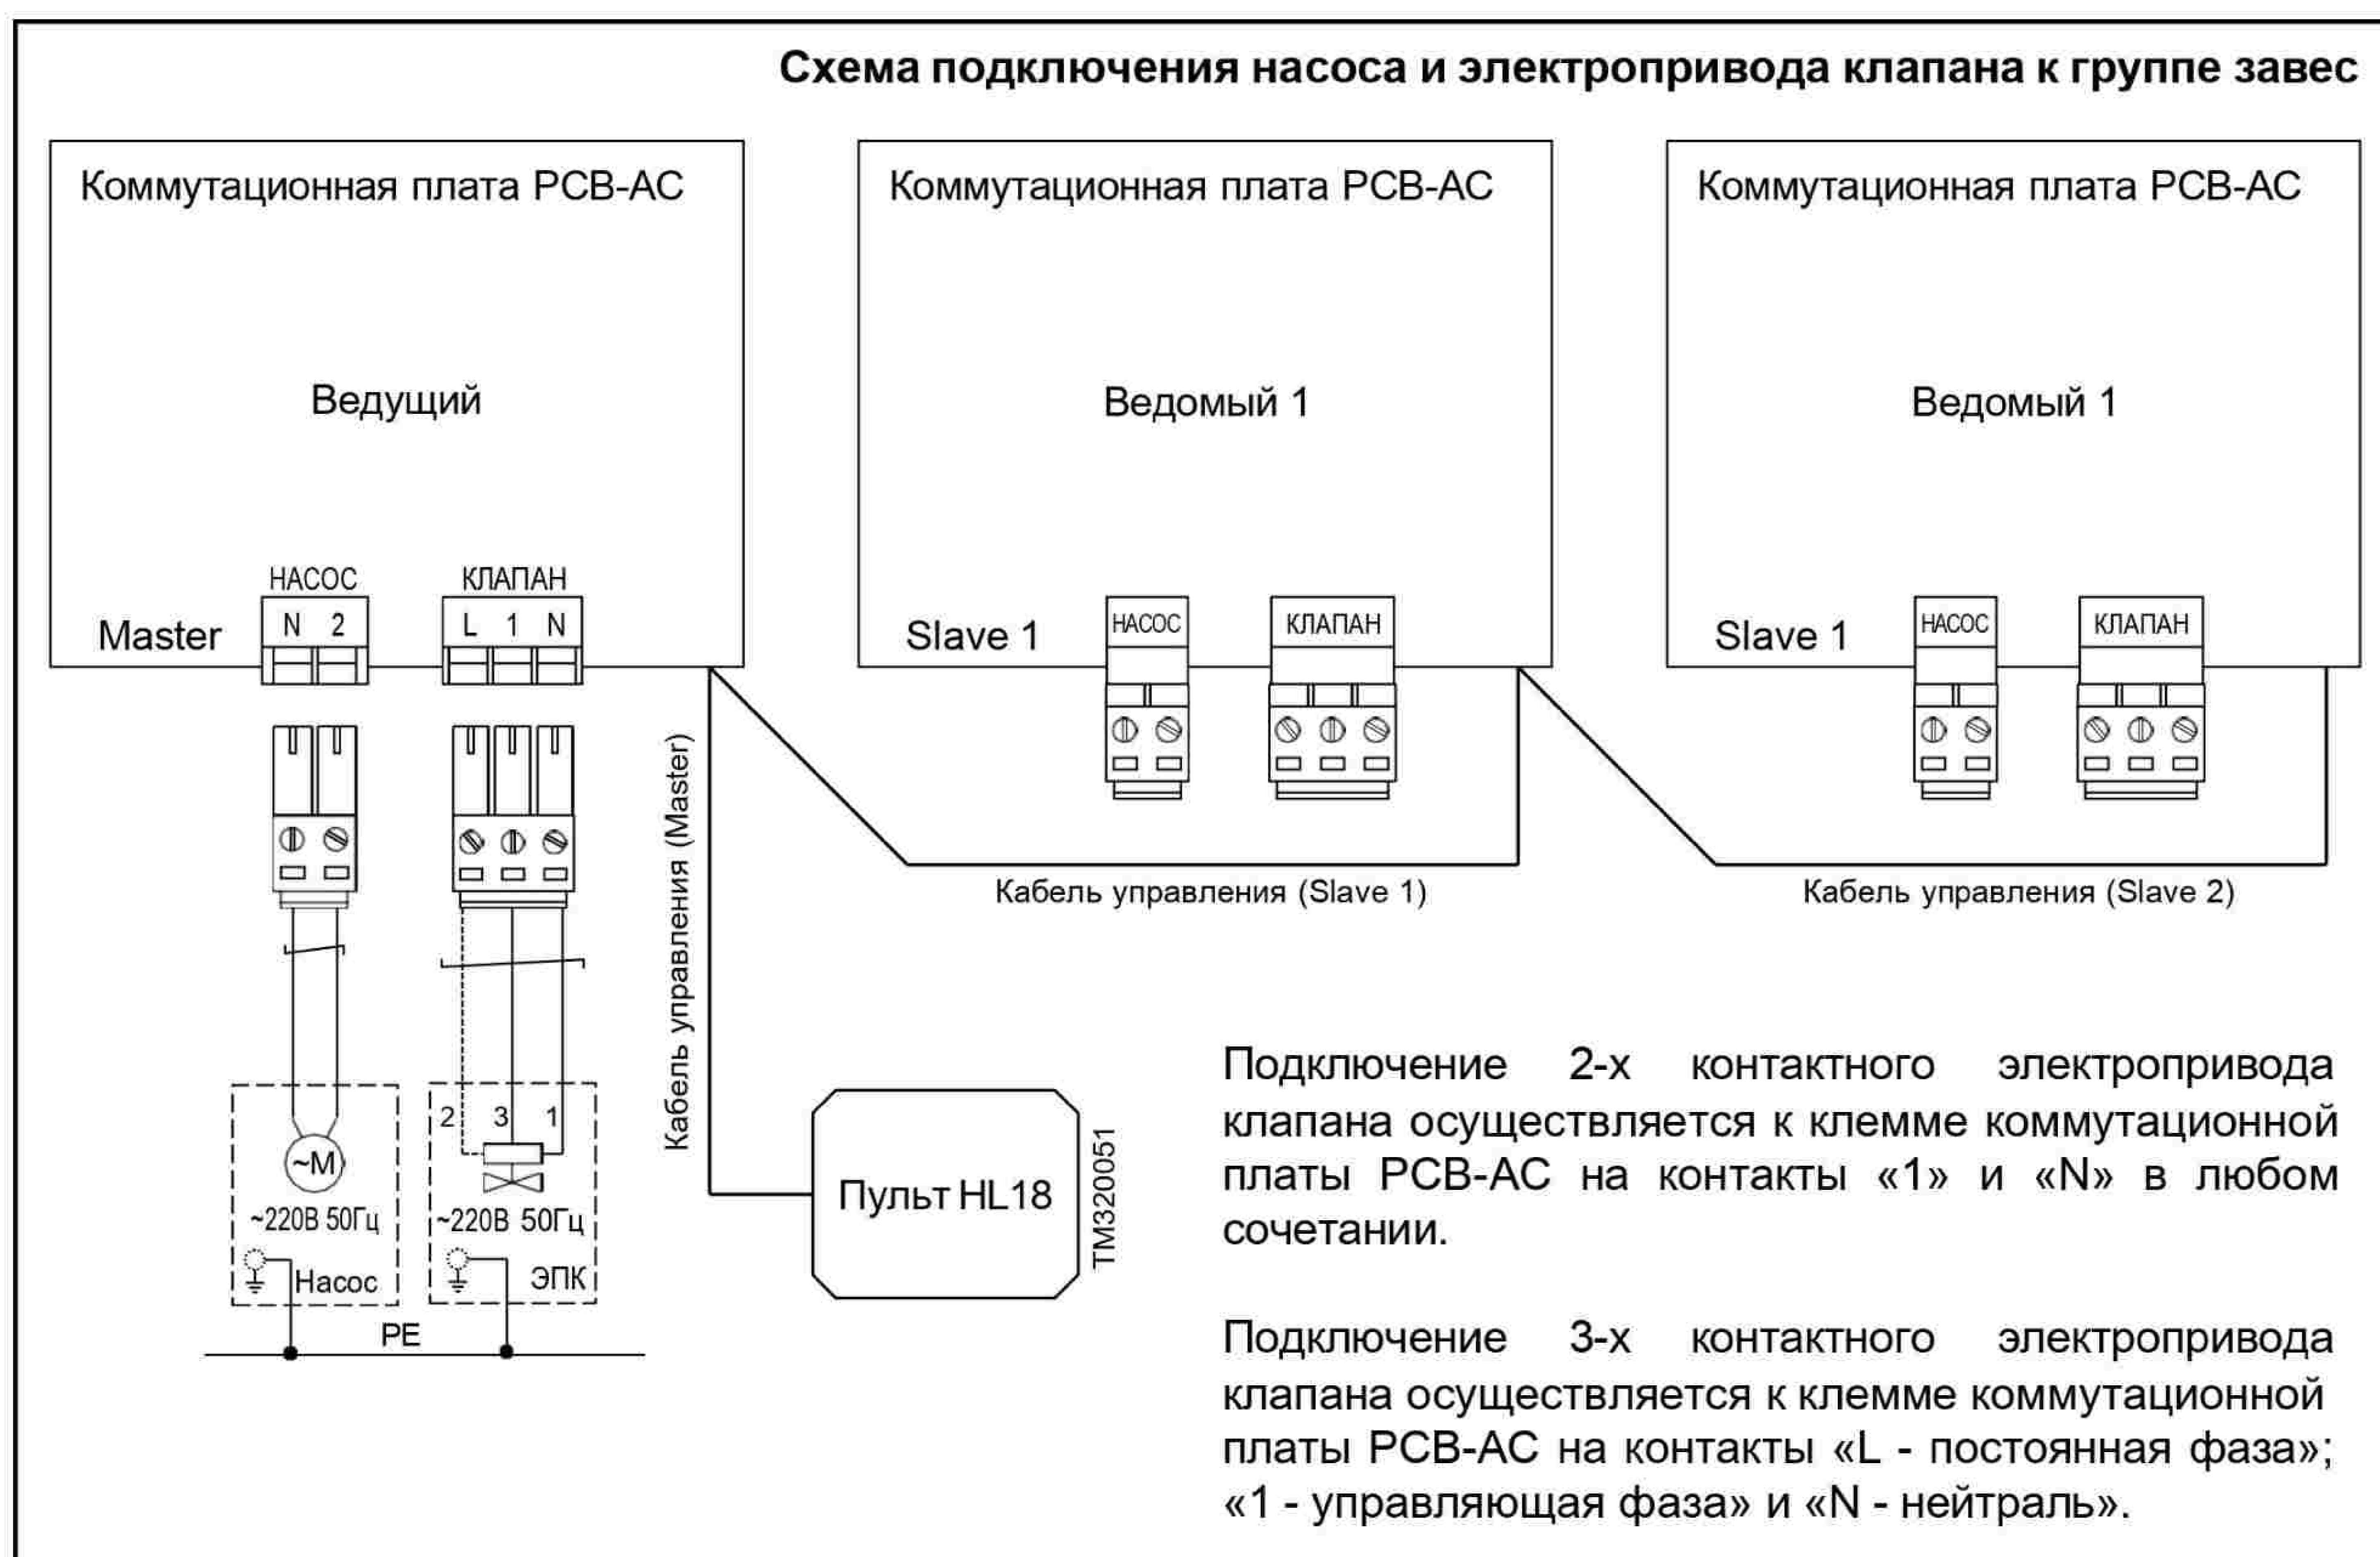 Схема подключения насоса и электропривода клапана к группе завес
Коммутационная плата PCB-AC
Ведущий
НАСОС
КЛАПАН
Master
N 2
L 1 N
Коммутационная плата PCB-AC
Ведомый 1
Slave 1
НАСОС
КЛАПАН
Коммутационная плата PCB-AC
Ведомый 1
Slave 1
НАСОС
КЛАПАН
Кабель управления (Master)
Кабель управления (Slave 1)
Кабель управления (Slave 2)
~M
~220В 50Гц
Насос
2 3 1
~220В 50Гц
ЭПК
PE
Пульт HL18
TM320051
Подключение 2-х контактного электропривода
клапана осуществляется к клемме коммутационной
платы PCB-AC на контакты «1» и «N» в любом
сочетании.
Подключение 3-х контактного электропривода
клапана осуществляется к клемме коммутационной
платы PCB-AC на контакты «L - постоянная фаза»;
«1 - управляющая фаза» и «N - нейтраль».